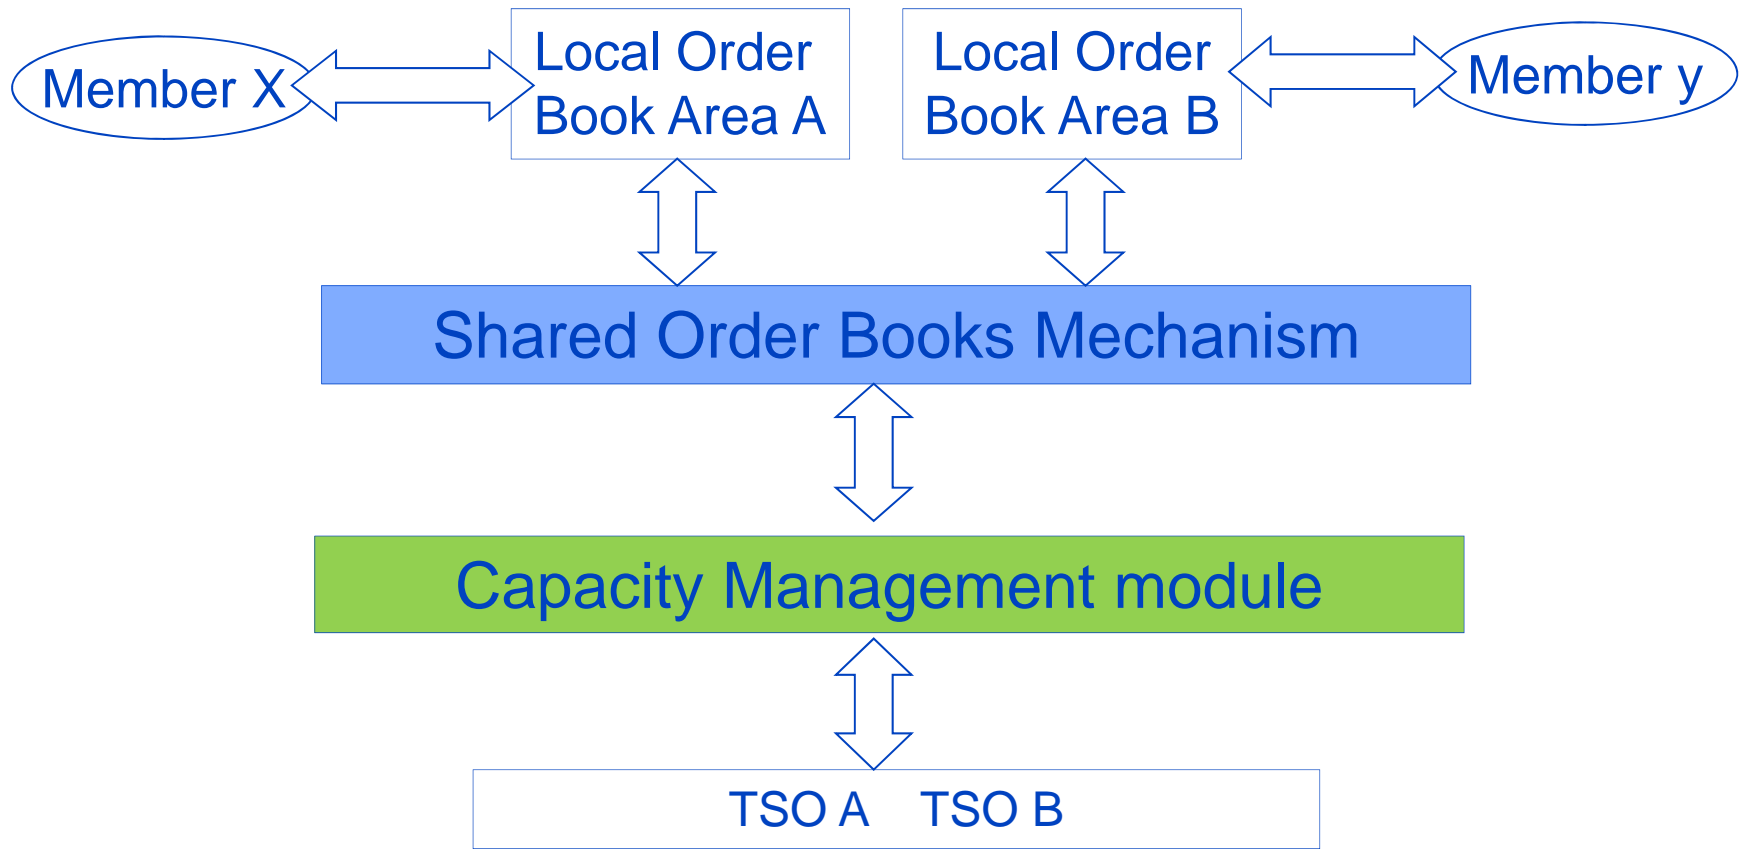 Member X
Local Order
Book Area A
Local Order
Book Area B
Member y
Shared Order Books Mechanism
Capacity Management module
TSO A TSO B